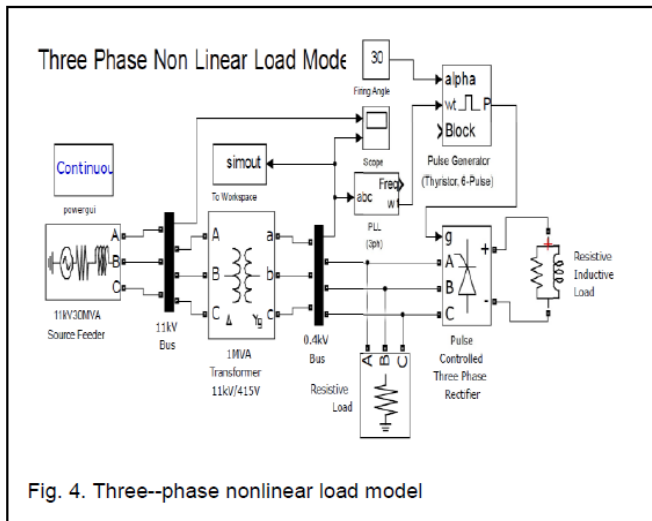 Three Phase Non Linear Load Mode
30
Firing Angle
alpha
wt
P
Block
Pulse Generator
(Thyristor, 6-Pulse)
Scope
simout
To Workspace
Continuou
powergui
Freq
abc
w
PLL
(3ph)
A
B
C
11kV30MVA
Source Feeder
11kV
Bus
A
B
C
a
b
c
Δ
Yg
1MVA
Transformer
11kV/415V
0.4kV
Bus
A
B
C
Resistive
Load
g
A
B
C
+
-
Pulse
Controlled
Three Phase
Rectifier
+
Resistive
Inductive
Load
Fig. 4. Three--phase nonlinear load model